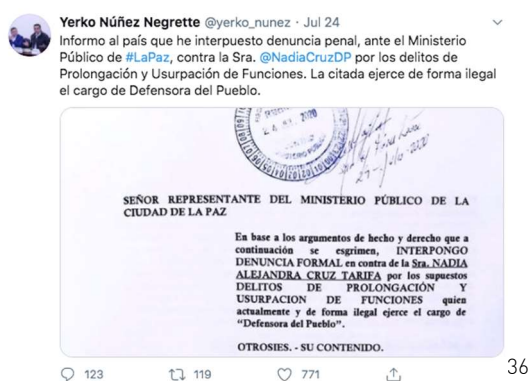 Yerko Núñez Negrette @yerko_nunez · Jul 24
Informo al país que he interpuesto denuncia penal, ante el Ministerio
Público de #LaPaz, contra la Sra. @NadiaCruzDP por los delitos de
Prolongación y Usurpación de Funciones. La citada ejerce de forma ilegal
el cargo de Defensora del Pueblo.
2020
SEÑOR REPRESENTANTE DEL MINISTERIO PÚBLICO DE LA
CIUDAD DE LA PAZ
En base a los argumentos de hecho y derecho que a
continuación se esgrimen, INTERPONGO
DENUNCIA FORMAL en contra de la Sra. NADIA
ALEJANDRA CRUZ TARIFA por los supuestos
DELITOS DE PROLONGACIÓN Y
USURPACION DE FUNCIONES quien
actualmente y de forma ilegal ejerce el cargo de
“Defensora del Pueblo”.
OTROSIES. - SU CONTENIDO.
123 119 771
36